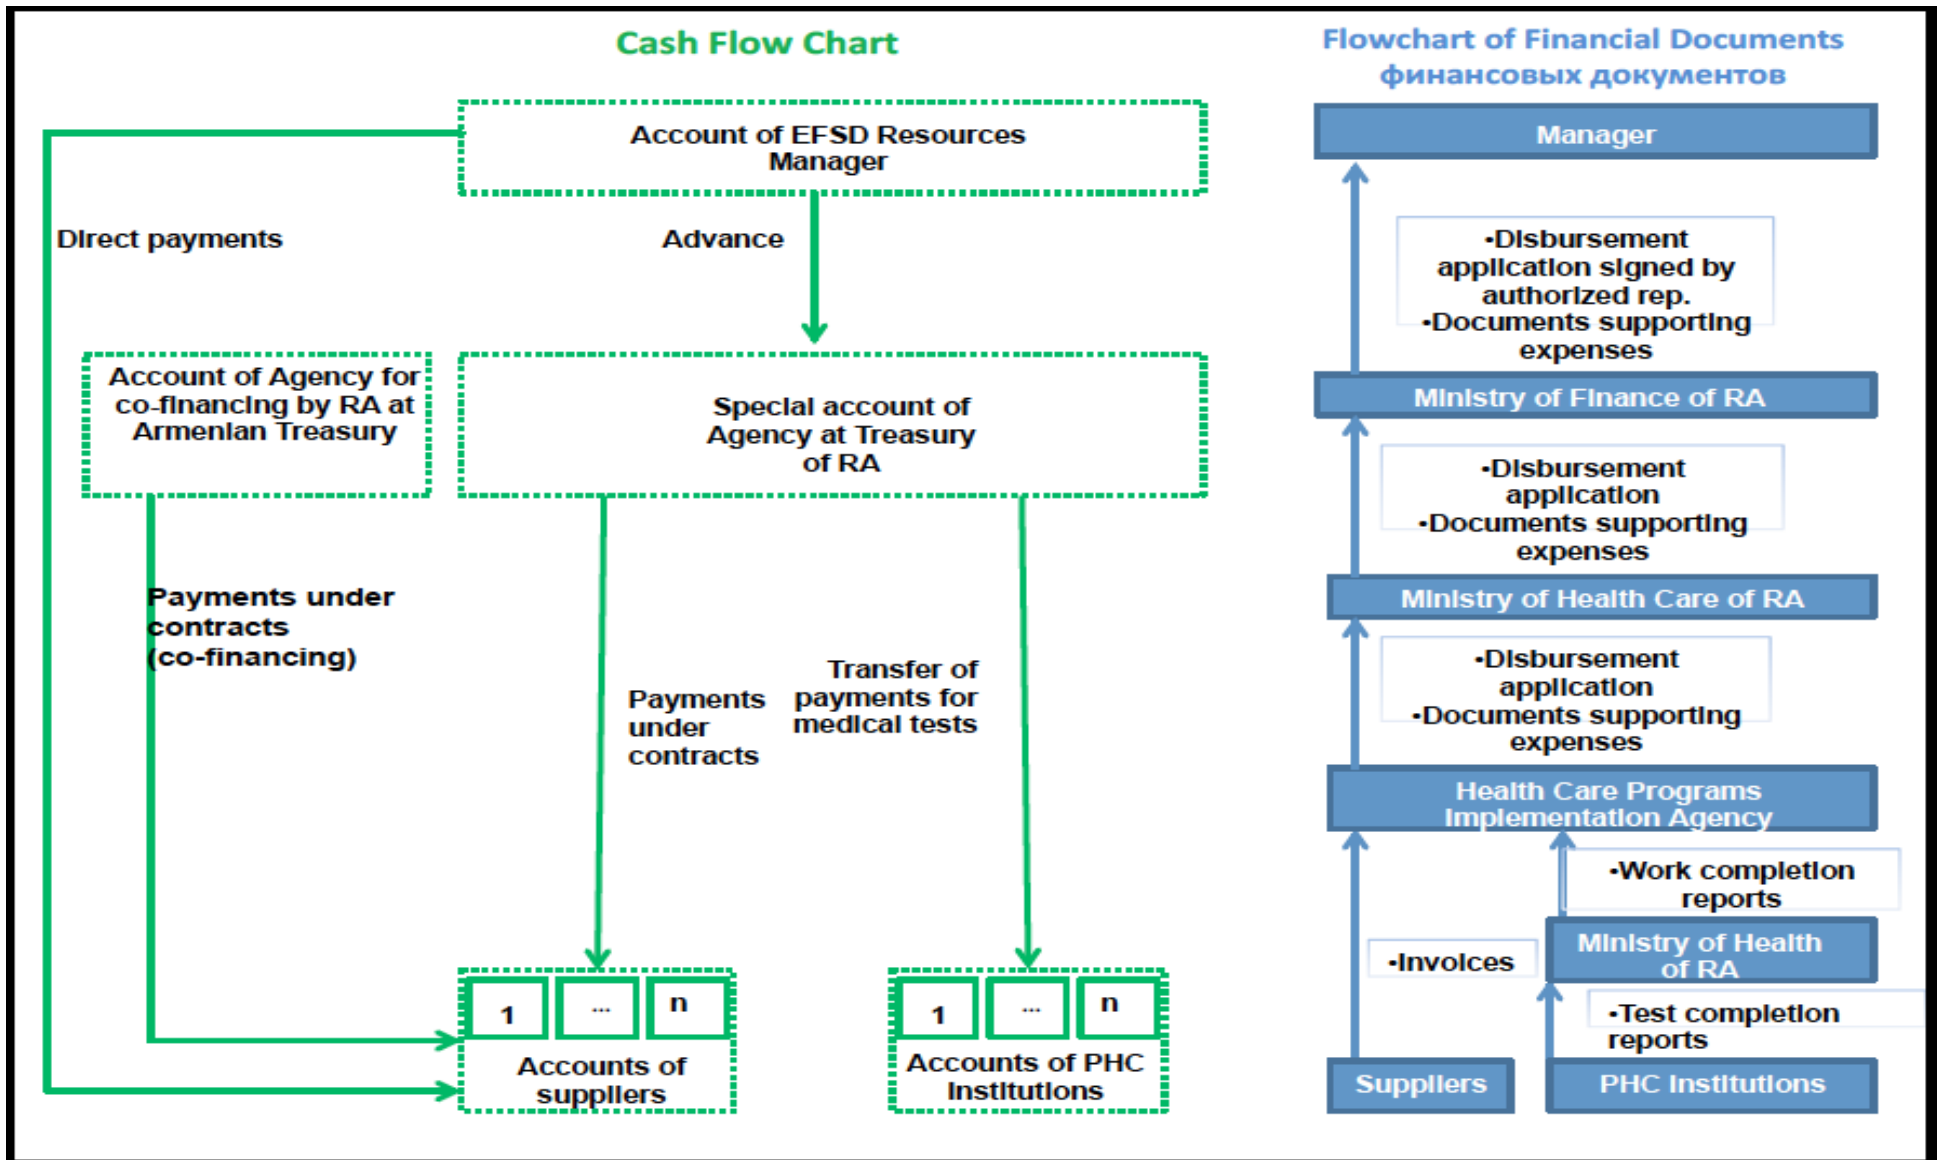 Cash Flow Chart
Account of EFSD Resources
Manager
Direct payments
Advance
Account of Agency for
co-financing by RA at
Armenian Treasury
Special account of
Agency at Treasury
of RA
Payments under
contracts
(co-financing)
Payments
under
contracts
Transfer of
payments for
medical tests
1
...
n
Accounts of
suppliers
1
...
n
Accounts of PHC
Institutions
Flowchart of Financial Documents
финансовых документов
Manager
•Disbursement
application signed by
authorized rep.
•Documents supporting
expenses
Ministry of Finance of RA
•Disbursement
application
•Documents supporting
expenses
Ministry of Health Care of RA
•Disbursement
application
•Documents supporting
expenses
Health Care Programs
Implementation Agency
•Work completion
reports
•Invoices
Ministry of Health
of RA
•Test completion
reports
Suppliers
PHC Institutions